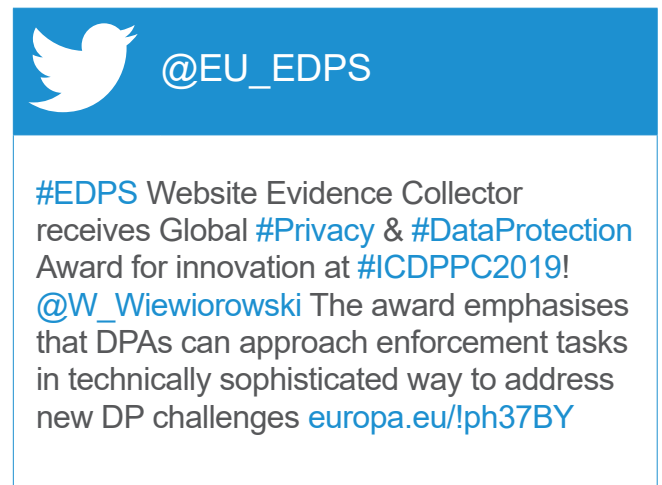 @EU_EDPS
#EDPS Website Evidence Collector
receives Global #Privacy & #DataProtection
Award for innovation at #ICDPPC2019!
@W_Wiewiorowski The award emphasises
that DPAs can approach enforcement tasks
in technically sophisticated way to address
new DP challenges europa.eu/!ph37BY